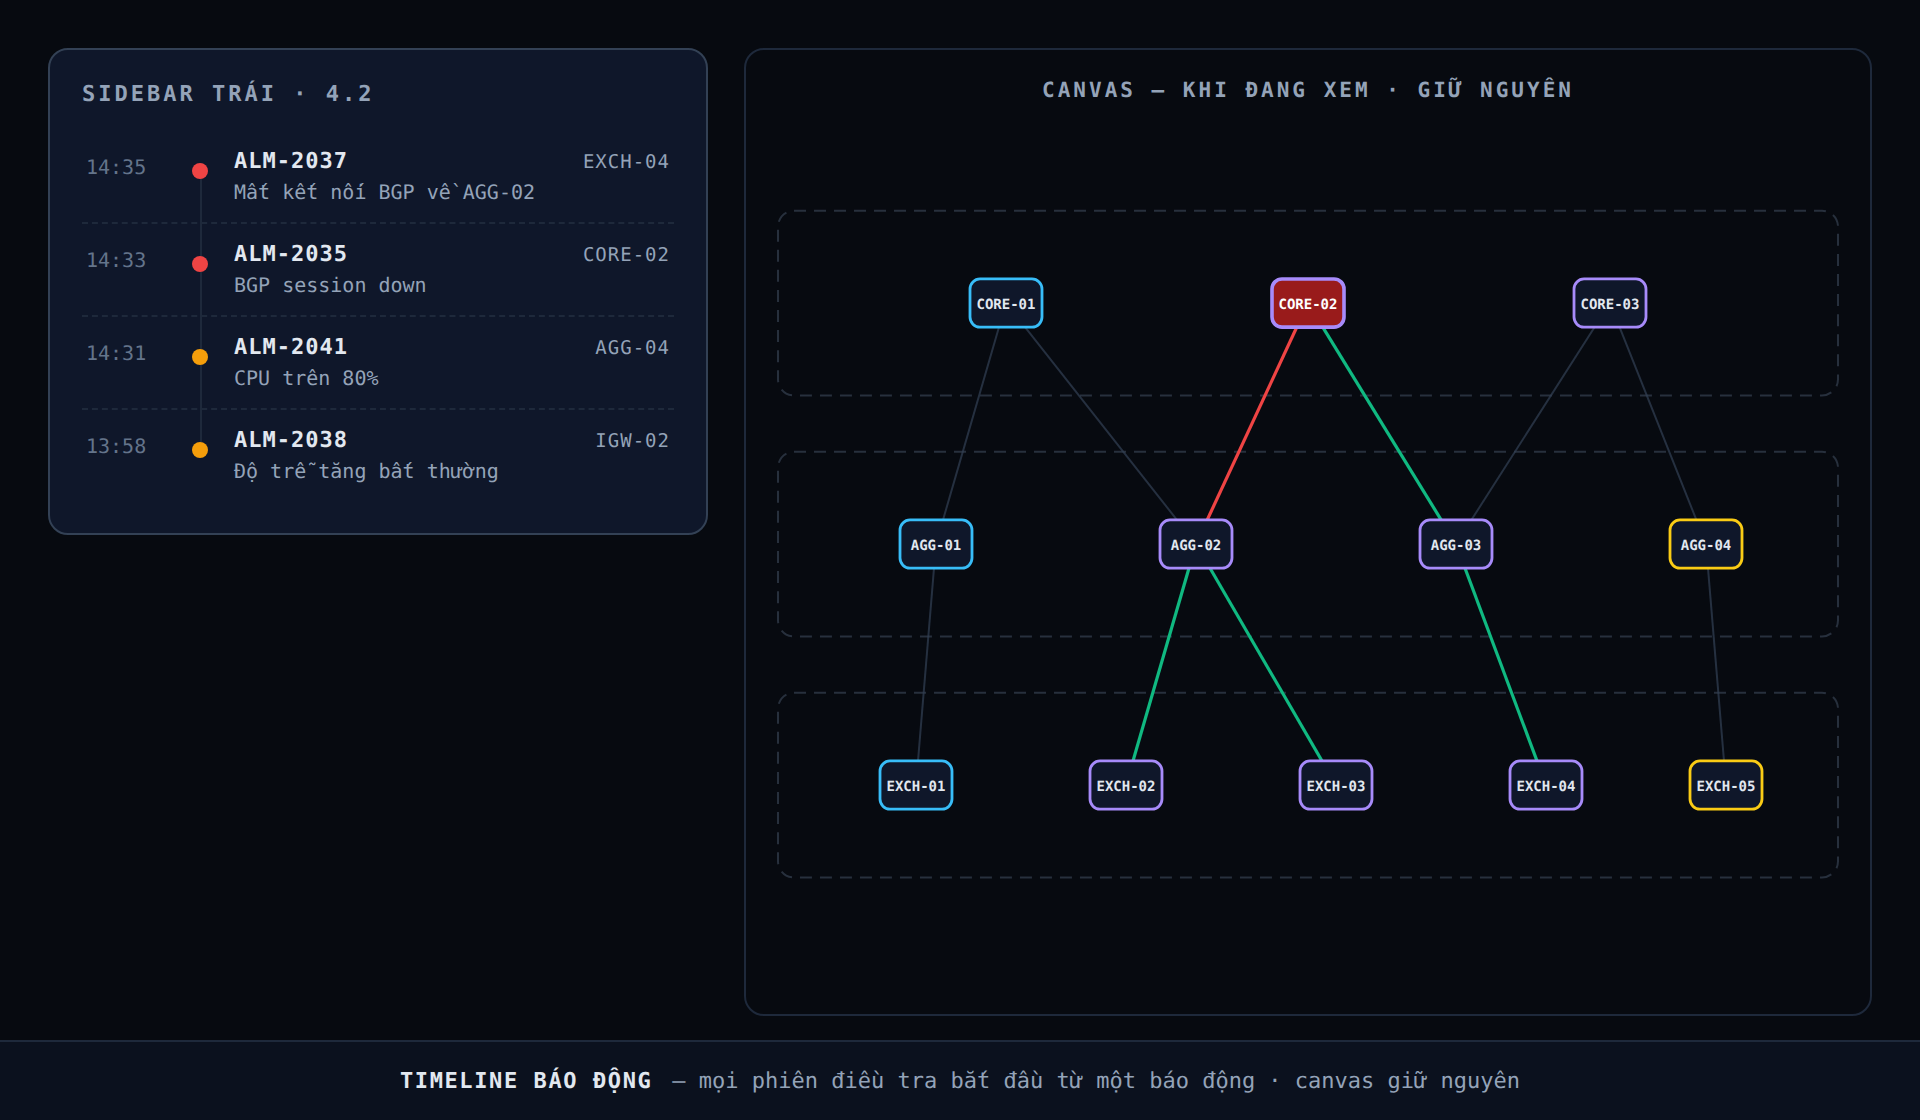 SIDEBAR TRÁI · 4.2
14:35 ALM-2037 EXCH-04
Mất kết nối BGP về AGG-02
14:33 ALM-2035 CORE-02
BGP session down
14:31 ALM-2041 AGG-04
CPU trên 80%
13:58 ALM-2038 IGW-02
Độ trễ tăng bất thường
CANVAS — KHI ĐANG XEM · GIỮ NGUYÊN
CORE-01 CORE-02 CORE-03
AGG-01 AGG-02 AGG-03 AGG-04
EXCH-01 EXCH-02 EXCH-03 EXCH-04 EXCH-05
TIMELINE BÁO ĐỘNG — mọi phiên điều tra bắt đầu từ một báo động · canvas giữ nguyên